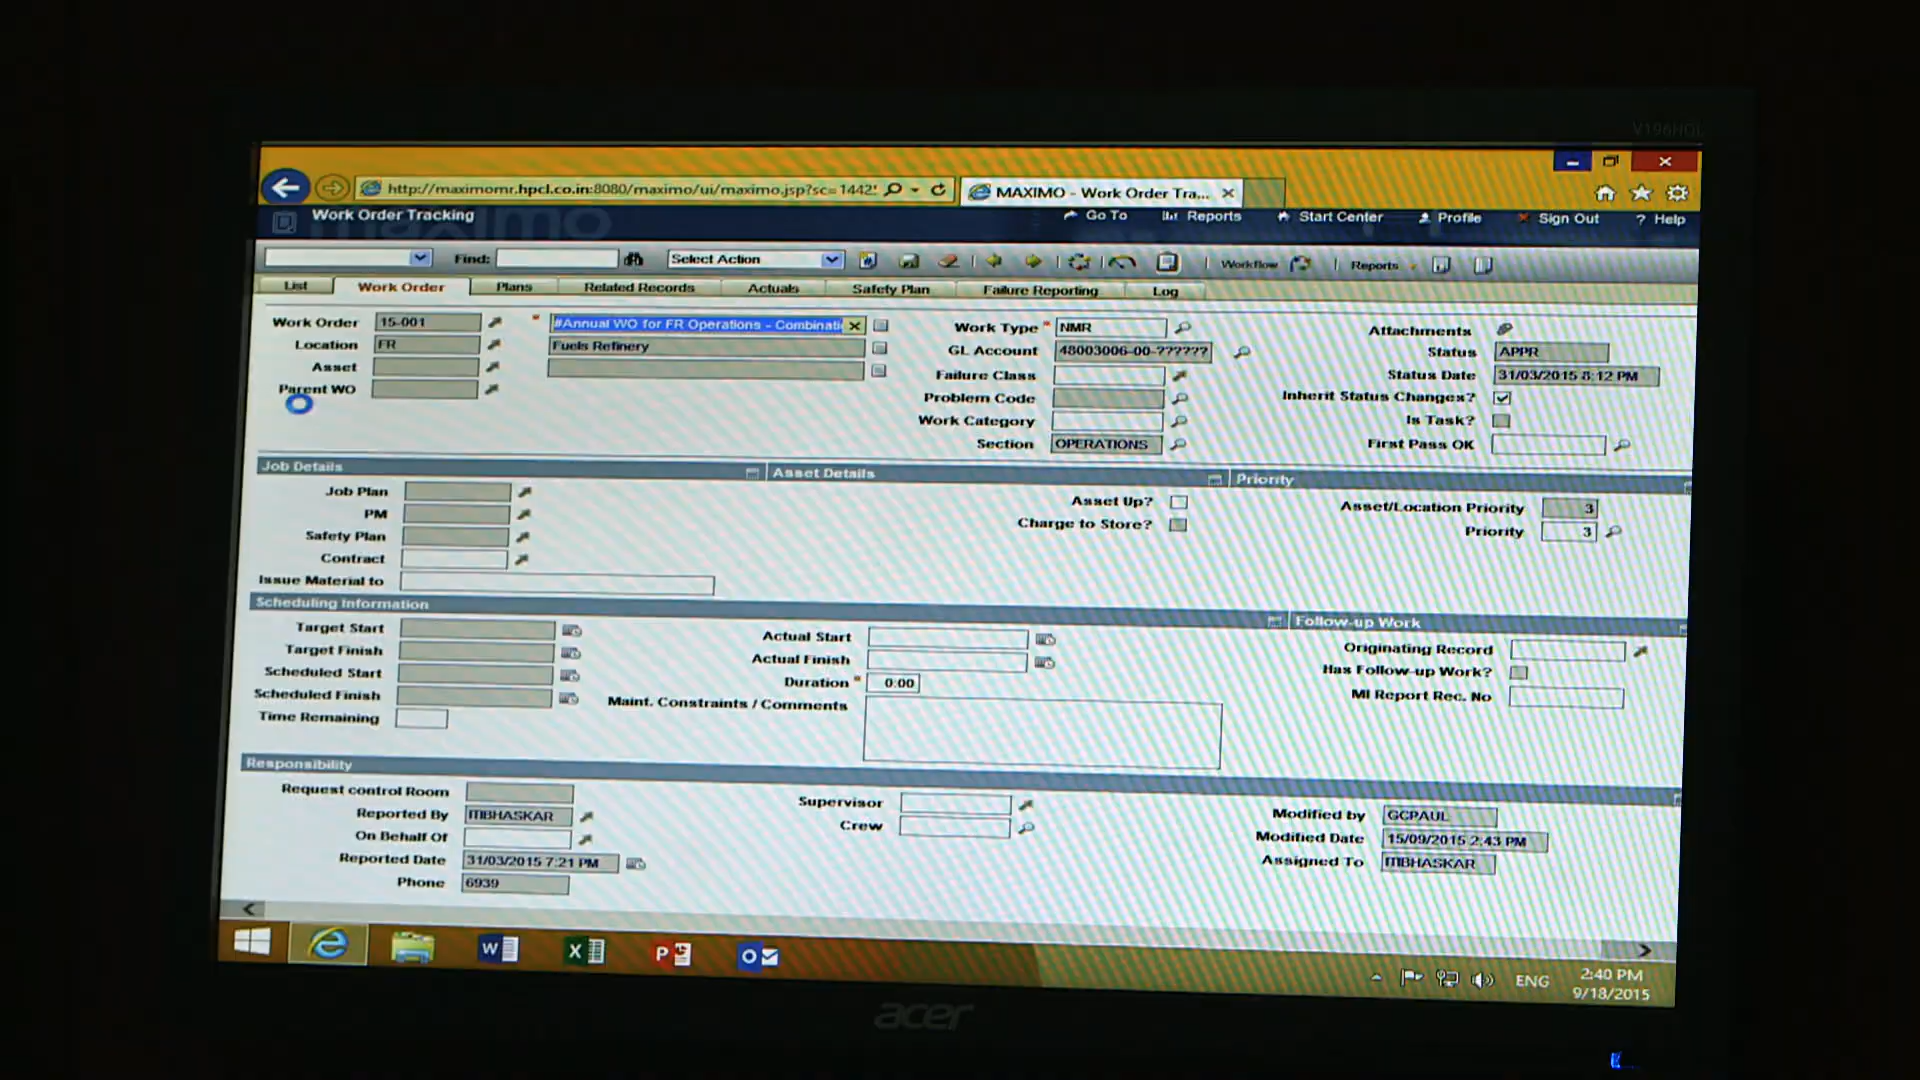 V196HQL
http://maximomr.hpcl.co.in:8080/maximo/ui/maximo.jsp?sc=1442! MAXIMO - Work Order Tra...
Work Order Tracking Go To Reports Start Center Profile Sign Out ? Help
Find: Select Action Workflow Reports
List Work Order Plans Related Records Actuals Safety Plan Failure Reporting Log
Work Order 15-001 * #Annual WO for FR Operations - Combinati Work Type * NMR Attachments
Location FR Fuels Refinery GL Account 48003006-00-?????? Status APPR
Asset Failure Class Status Date 31/03/2015 8:12 PM
Parent WO Problem Code Inherit Status Changes?
Work Category Is Task?
Section OPERATIONS First Pass OK
Job Details Asset Details Priority
Job Plan Asset Up? Asset/Location Priority 3
PM Charge to Store? Priority 3
Safety Plan
Contract
Issue Material to
Scheduling Information Follow-up Work
Target Start Actual Start Originating Record
Target Finish Actual Finish Has Follow-up Work?
Scheduled Start Duration * 0:00 MI Report Rec. No
Scheduled Finish Maint. Constraints / Comments
Time Remaining
Responsibility
Request control Room Supervisor Modified by GCPAUL
Reported By MBHASKAR Crew Modified Date 15/09/2015 2:43 PM
On Behalf Of Assigned To MBHASKAR
Reported Date 31/03/2015 7:21 PM
Phone 6939
ENG 2:40 PM
9/18/2015
acer